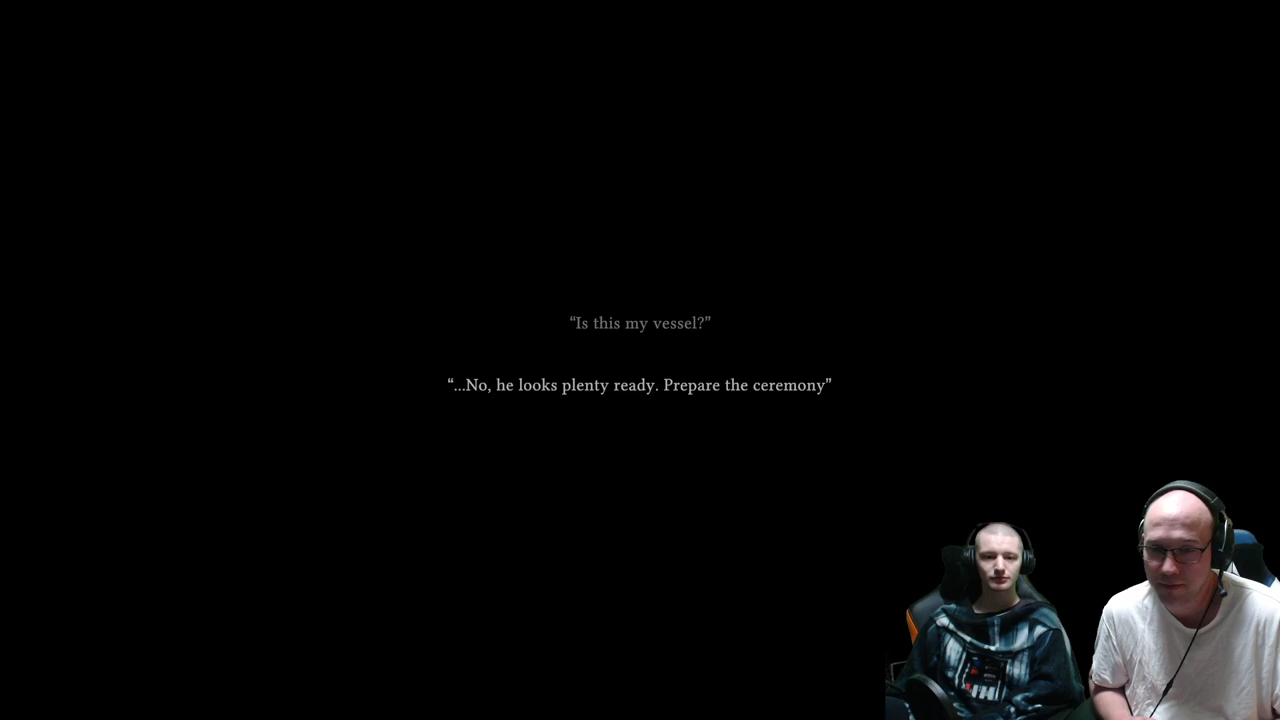 “Is this my vessel?”
“...No, he looks plenty ready. Prepare the ceremony”